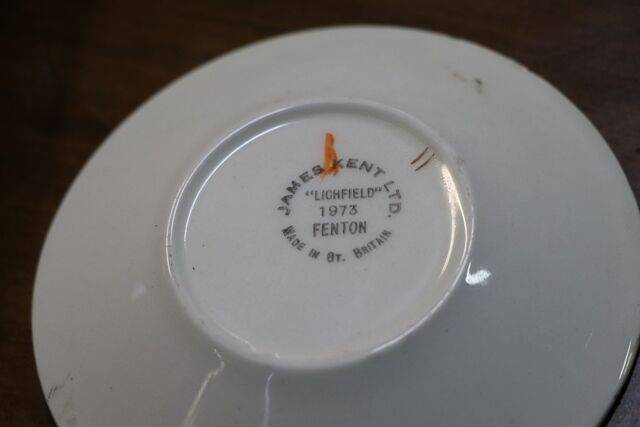 JAMES KENT LTD.
"LICHFIELD"
1973
FENTON
MADE IN GT. BRITAIN